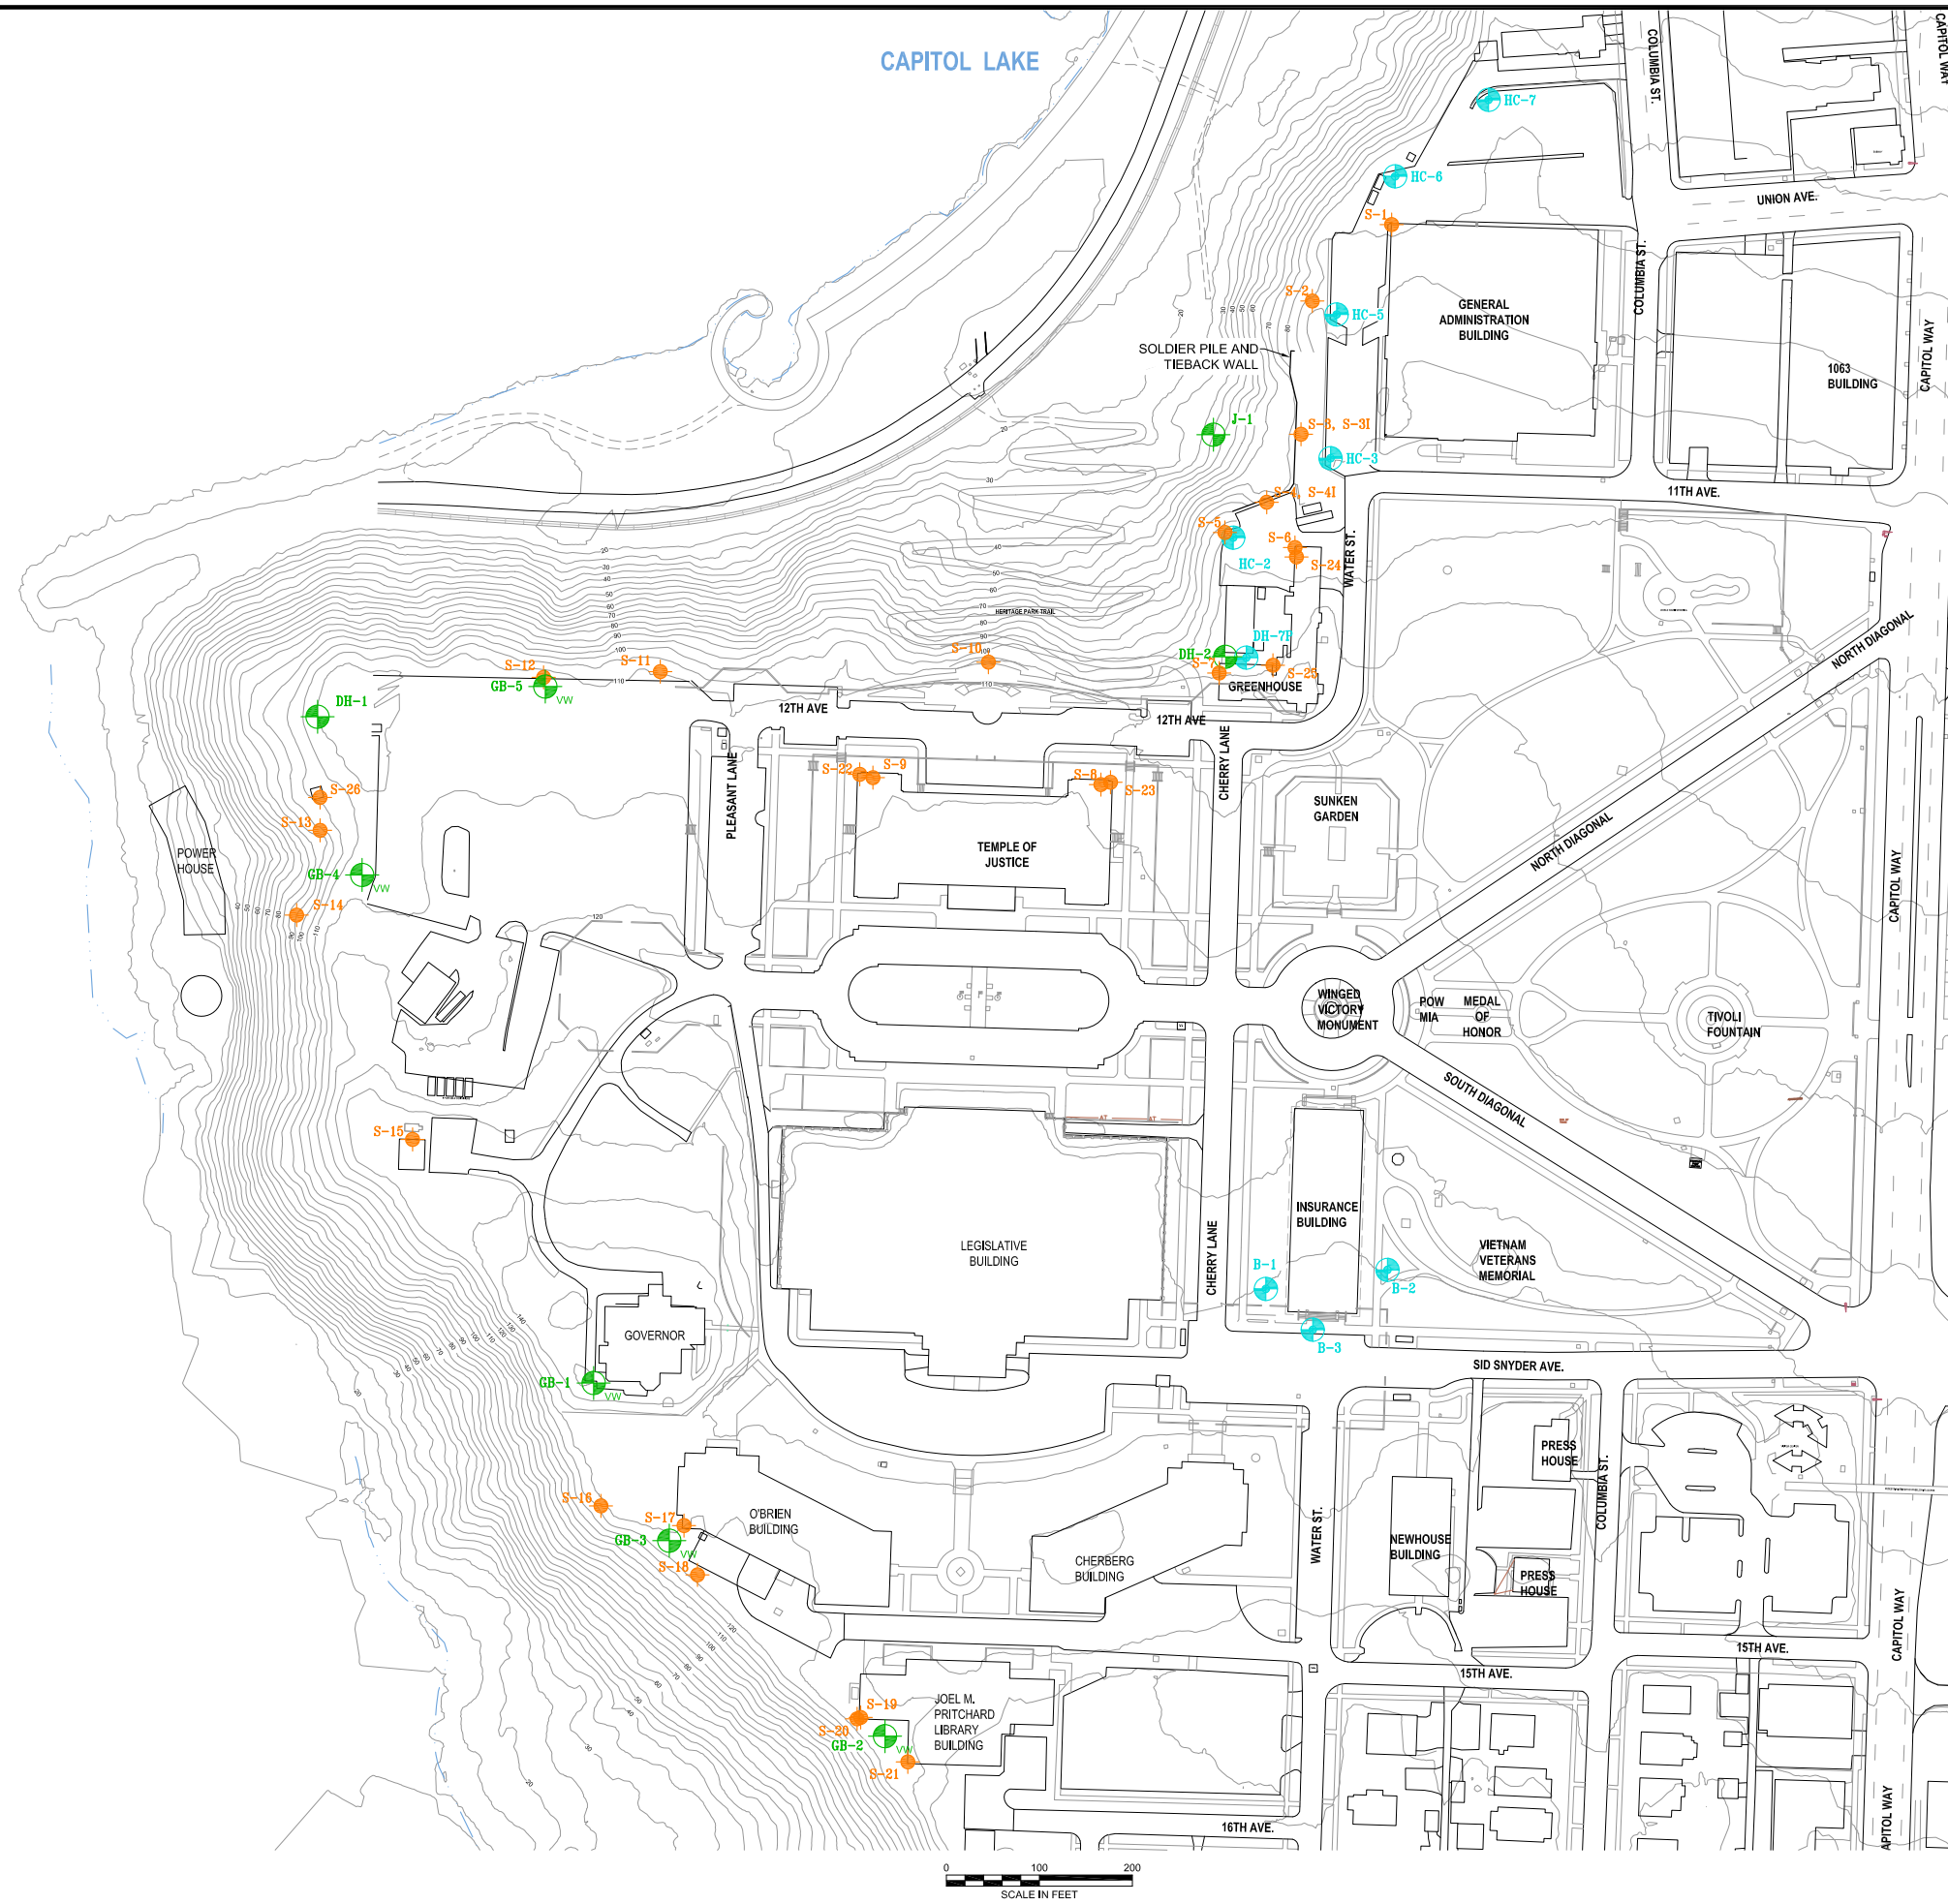 CAPITOL LAKE
COLUMBIA ST.
CAPITOL WAY
HC-7
HC-6
UNION AVE.
S-1
COLUMBIA ST.
S-2
HC-5
GENERAL
ADMINISTRATION
BUILDING
SOLDIER PILE AND
TIEBACK WALL
CAPITOL WAY
1063
BUILDING
J-1
S-3, S-3I
HC-3
11TH AVE.
S-4, S-4I
S-5
S-6
HC-2
S-24
WATER ST.
HERITAGE PARK TRAIL
NORTH DIAGONAL
DH-7P
DH-2
S-7
S-25
GREENHOUSE
S-10
S-11
S-12
GB-5
VW
DH-1
12TH AVE
12TH AVE
PLEASANT LANE
CHERRY LANE
S-22
S-9
S-8
S-23
S-26
S-13
SUNKEN
GARDEN
NORTH DIAGONAL
POWER
HOUSE
TEMPLE OF
JUSTICE
GB-4
VW
S-14
CAPITOL WAY
WINGED
VICTORY
MONUMENT
POW
MIA
MEDAL
OF
HONOR
TIVOLI
FOUNTAIN
SOUTH DIAGONAL
AT
AT
S-15
INSURANCE
BUILDING
LEGISLATIVE
BUILDING
CHERRY LANE
VIETNAM
VETERANS
MEMORIAL
B-1
B-2
B-3
GOVERNOR
SID SNYDER AVE.
GB-1
VW
S-16
S-17
O'BRIEN
BUILDING
GB-3
VW
S-18
CHERBERG
BUILDING
WATER ST.
NEWHOUSE
BUILDING
PRESS
HOUSE
PRESS
HOUSE
COLUMBIA ST.
CAPITOL WAY
15TH AVE.
15TH AVE.
S-19
S-20
GB-2
VW
S-21
JOEL M.
PRITCHARD
LIBRARY
BUILDING
16TH AVE.
APITOL WAY
0 100 200
SCALE IN FEET